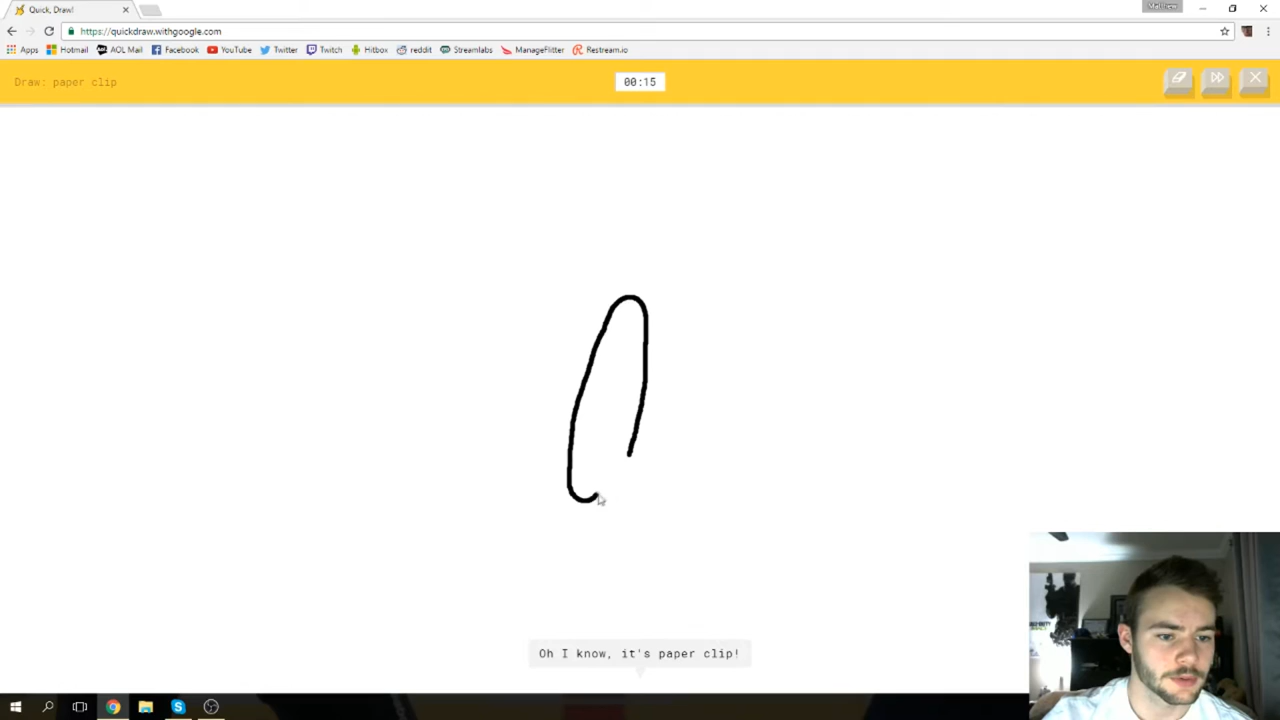 Quick, Draw!
Matthew
https://quickdraw.withgoogle.com
Apps Hotmail AOL Mail Facebook YouTube Twitter Twitch Hitbox reddit Streamlabs ManageFlitter Restream.io
Draw: paper clip
00:15
Oh I know, it's paper clip!